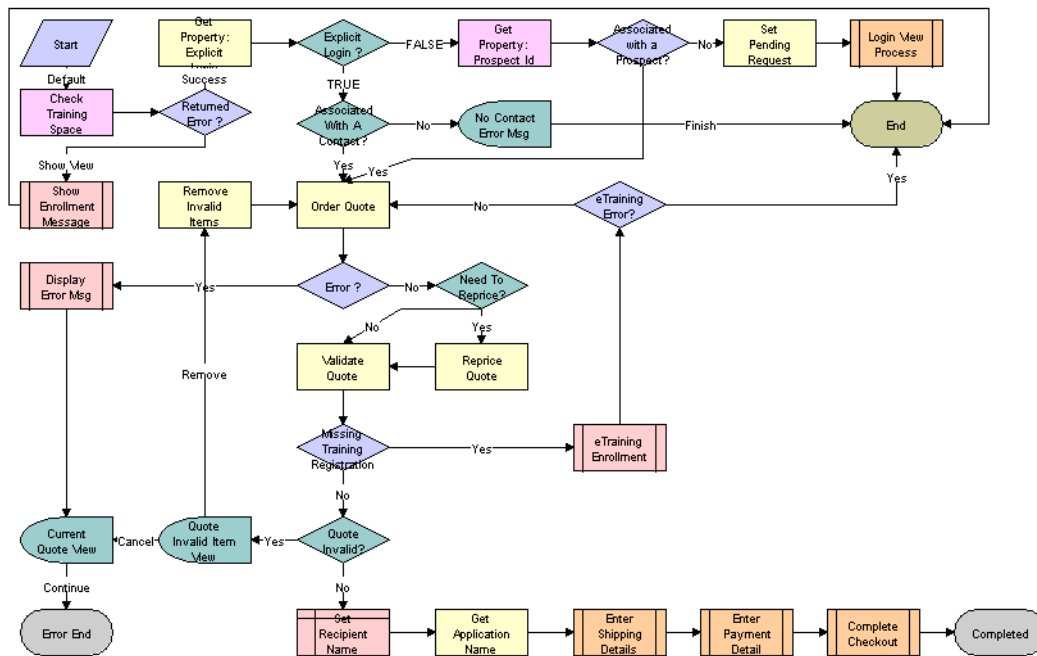 Start
Get
Property:
Explicit
Login
Explicit
Login ?
FALSE
Get
Property:
Prospect Id
Associated
with a
Prospect?
No
Set
Pending
Request
Login View
Process
Default
Success
TRUE
Check
Training
Space
Returned
Error ?
Associated
With A
Contact?
No
No Contact
Error Msg
Finish
End
Show View
Yes
Yes
Yes
Show
Enrollment
Message
Remove
Invalid
Items
Order Quote
No
eTraining
Error?
Display
Error Msg
Yes
Error ?
No
Need To
Reprice?
No
Yes
Validate
Quote
Reprice
Quote
Remove
Missing
Training
Registration
Yes
eTraining
Enrollment
No
Current
Quote View
Cancel
Quote
Invalid Item
View
Yes
Quote
Invalid?
Continue
No
Error End
Set
Recipient
Name
Get
Application
Name
Enter
Shipping
Details
Enter
Payment
Detail
Complete
Checkout
Completed